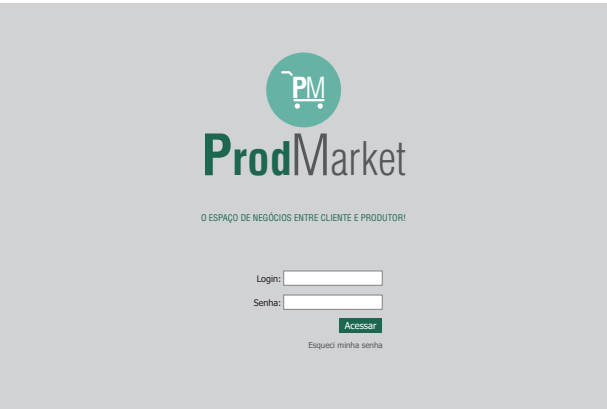 PM
ProdMarket
O ESPAÇO DE NEGÓCIOS ENTRE CLIENTE E PRODUTOR!
Login:
Senha:
Acessar
Esqueci minha senha